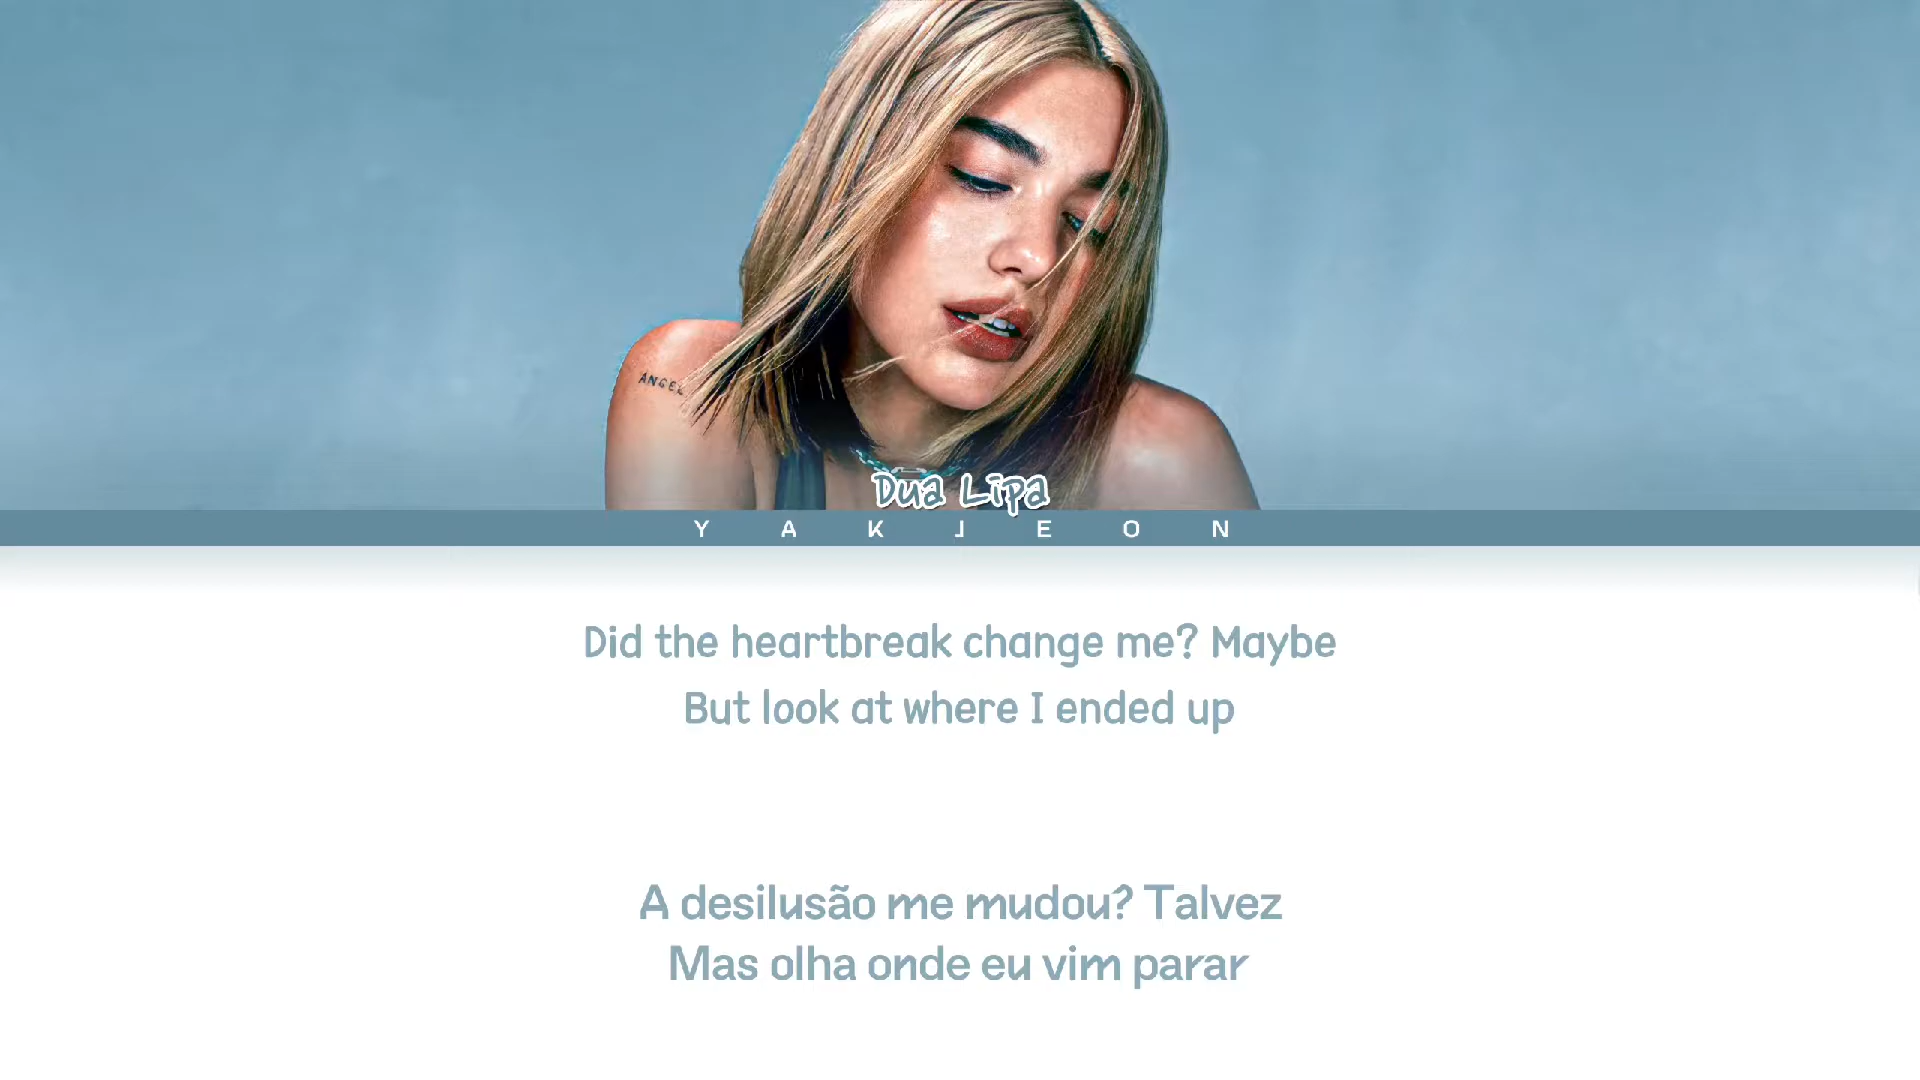 ANGEL
Dua Lipa
YAKJEON
Did the heartbreak change me? Maybe
But look at where I ended up
A desilusão me mudou? Talvez
Mas olha onde eu vim parar